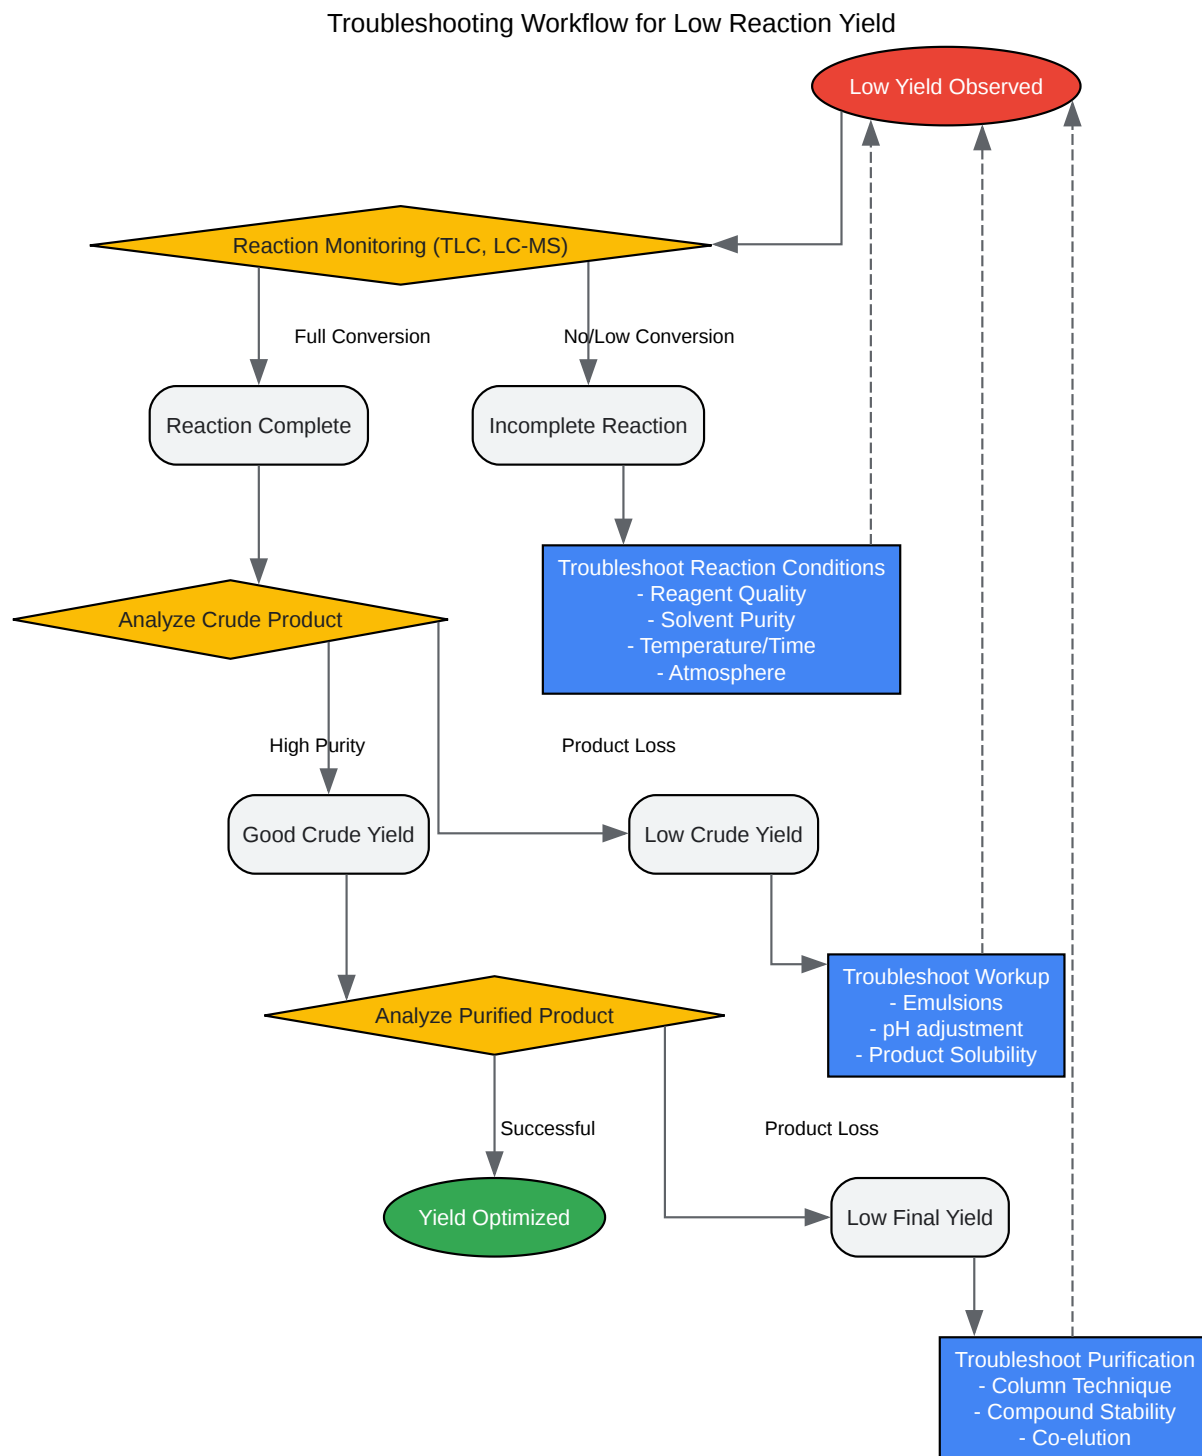 Troubleshooting Workflow for Low Reaction Yield
Low Yield Observed
Reaction Monitoring (TLC, LC-MS)
Full Conversion
No/Low Conversion
Reaction Complete
Incomplete Reaction
Troubleshoot Reaction Conditions
- Reagent Quality
- Solvent Purity
- Temperature/Time
- Atmosphere
Analyze Crude Product
High Purity
Product Loss
Good Crude Yield
Low Crude Yield
Troubleshoot Workup
- Emulsions
- pH adjustment
- Product Solubility
Analyze Purified Product
Successful
Product Loss
Yield Optimized
Low Final Yield
Troubleshoot Purification
- Column Technique
- Compound Stability
- Co-elution